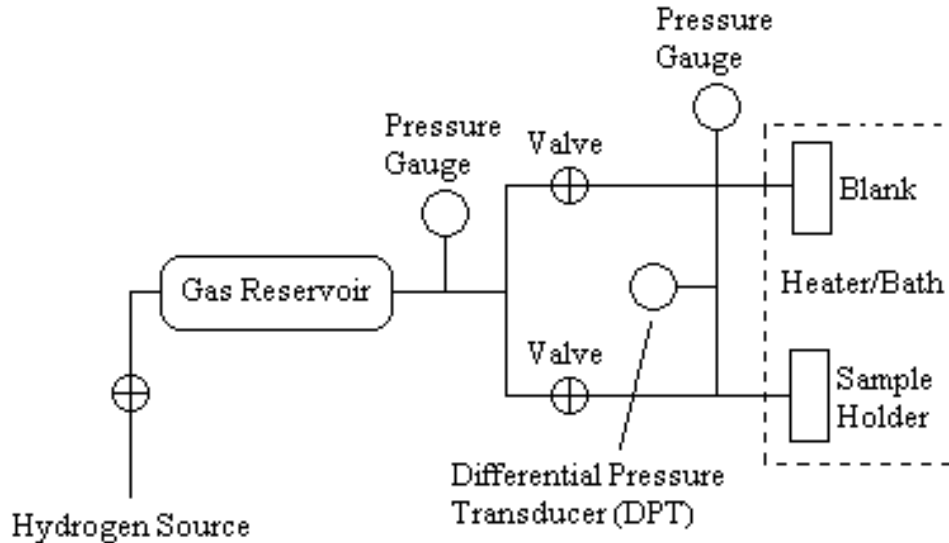 Pressure
Gauge
Pressure
Gauge
Valve
Blank
Gas Reservoir
Heater/Bath
Valve
Sample
Holder
Differential Pressure
Transducer (DPT)
Hydrogen Source